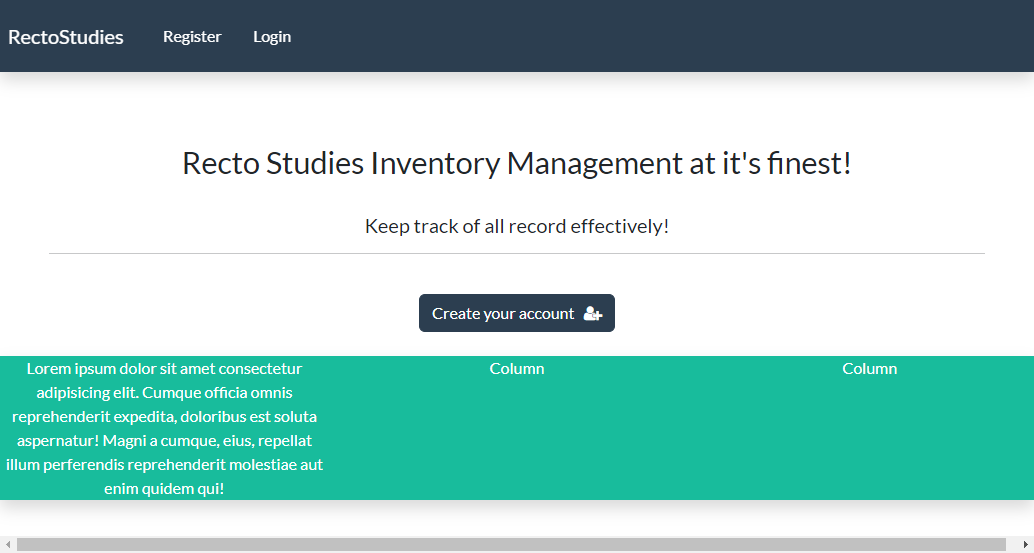 RectoStudies Register Login
Recto Studies Inventory Management at it's finest!
Keep track of all record effectively!
Create your account
Lorem ipsum dolor sit amet consectetur
adipisicing elit. Cumque officia omnis
reprehenderit expedita, doloribus est soluta
aspernatur! Magni a cumque, eius, repellat
illum perferendis reprehenderit molestiae aut
enim quidem qui!
Column
Column